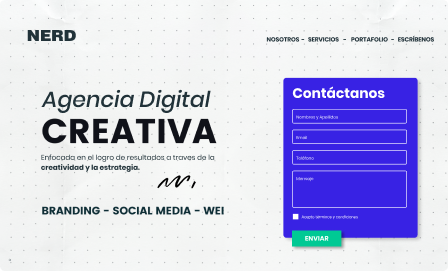 NERD
NOSOTROS - SERVICIOS - PORTAFOLIO - ESCRÍBENOS
Agencia Digital
CREATIVA
Enfocada en el logro de resultados a traves de la
creatividad y la estrategia.
BRANDING - SOCIAL MEDIA - WEI
Contáctanos
Nombres y Apellidos
Email
Teléfono
Mensaje
Acepto términos y condiciones
ENVIAR